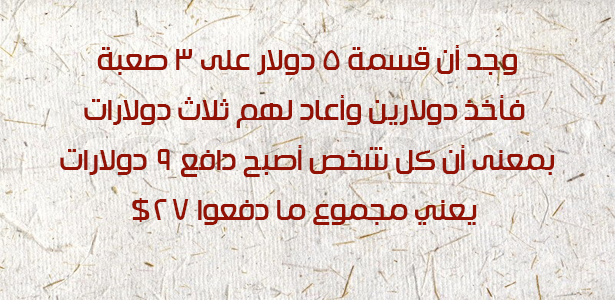 وجد أن قسمة ٥ دولار على ٣ صعبة
فأخذ دولارين وأعاد لهم ثلاث دولارات
بمعنى أن كل شخص أصبح دافع ٩ دولارات
يعني مجموع ما دفعوا ٢٧$